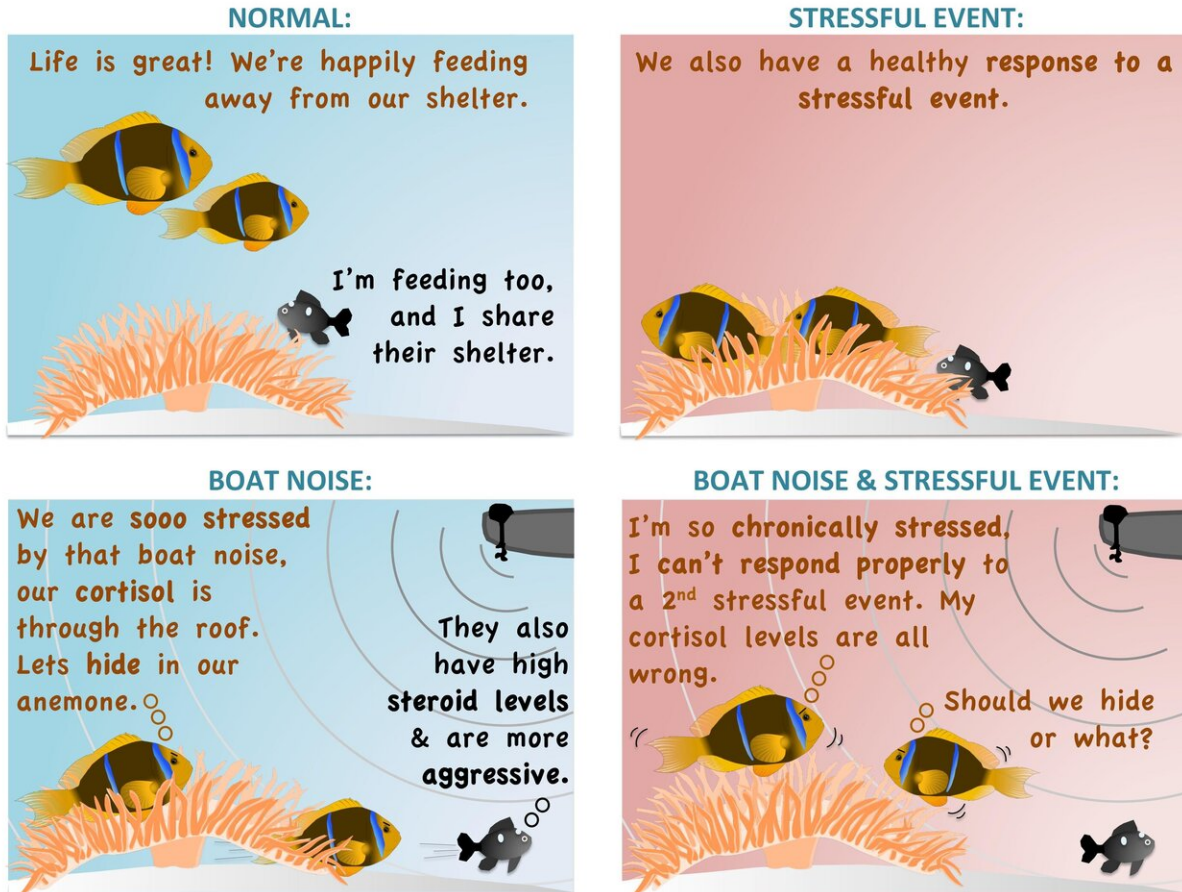 NORMAL:
Life is great! We're happily feeding
away from our shelter.
I'm feeding too,
and I share
their shelter.
STRESSFUL EVENT:
We also have a healthy response to a
stressful event.
BOAT NOISE:
We are sooo stressed
by that boat noise,
our cortisol is
through the roof.
Lets hide in our
anemone.
They also
have high
steroid levels
& are more
aggressive.
BOAT NOISE & STRESSFUL EVENT:
I'm so chronically stressed,
I can't respond properly to
a 2nd stressful event. My
cortisol levels are all
wrong.
Should we hide
or what?